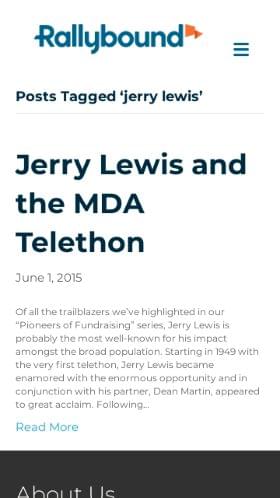 Rallybound
Posts Tagged ‘jerry lewis’
Jerry Lewis and
the MDA
Telethon
June 1, 2015
Of all the trailblazers we’ve highlighted in our
“Pioneers of Fundraising” series, Jerry Lewis is
probably the most well-known for his impact
amongst the broad population. Starting in 1949 with
the very first telethon, Jerry Lewis became
enamored with the enormous opportunity and in
conjunction with his partner, Dean Martin, appeared
to great acclaim. Following...
Read More
About Us